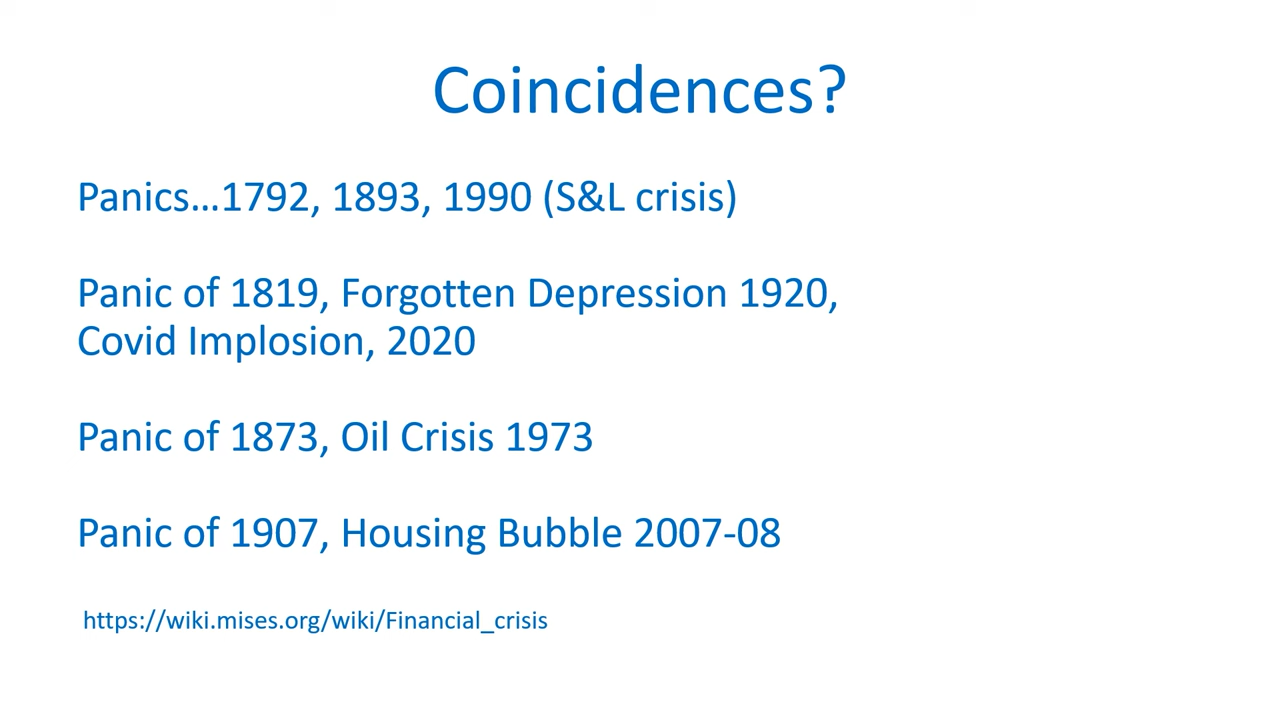 Coincidences?
Panics...1792, 1893, 1990 (S&L crisis)
Panic of 1819, Forgotten Depression 1920,
Covid Implosion, 2020
Panic of 1873, Oil Crisis 1973
Panic of 1907, Housing Bubble 2007-08
https://wiki.mises.org/wiki/Financial_crisis